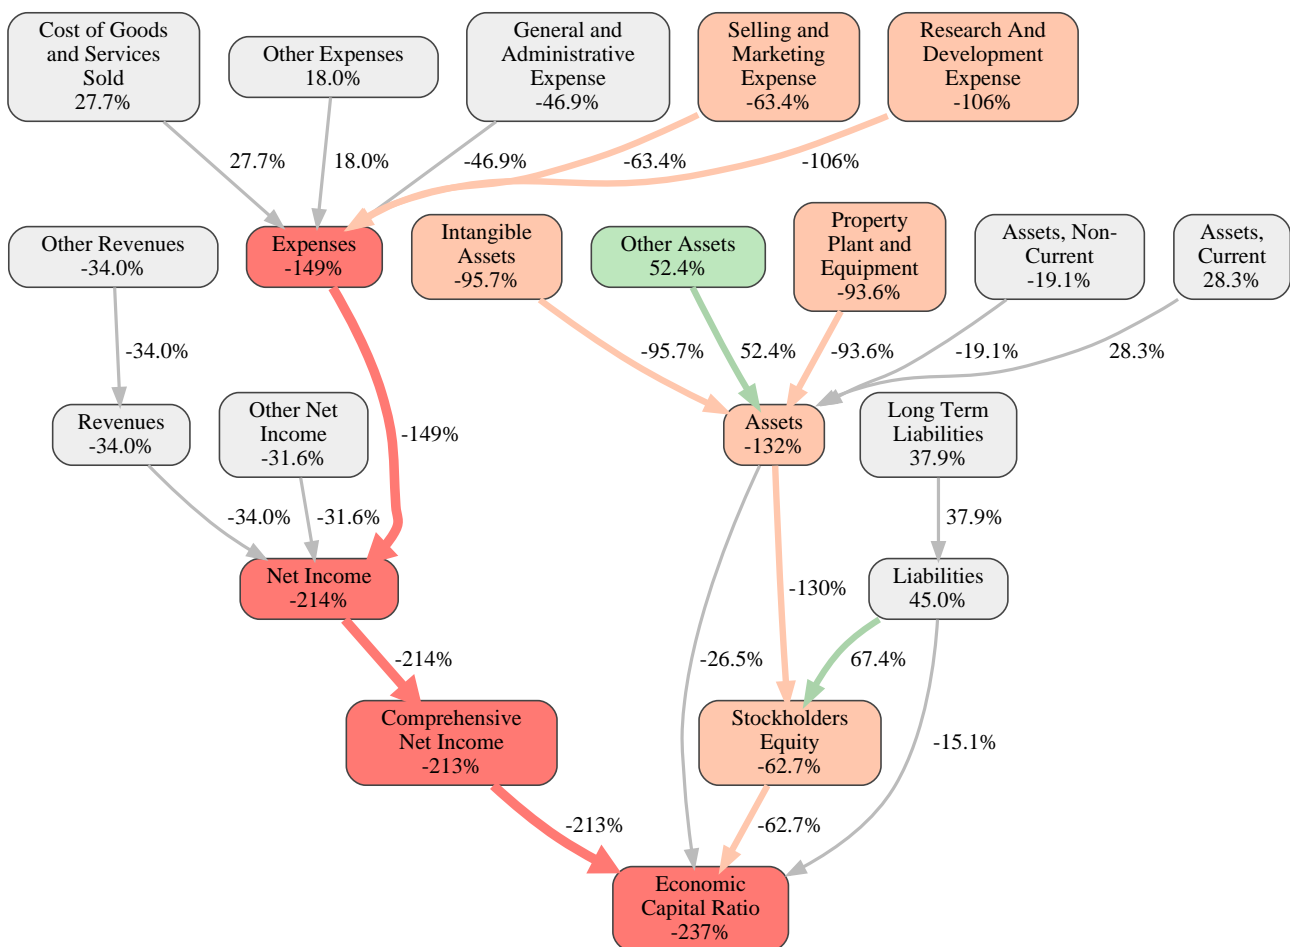 Cost of Goods
and Services
Sold
27.7%
Other Expenses
18.0%
General and
Administrative
Expense
-46.9%
Selling and
Marketing
Expense
-63.4%
Research And
Development
Expense
-106%
27.7%
18.0%
-46.9%
-63.4%
-106%
Other Revenues
-34.0%
Expenses
-149%
Intangible
Assets
-95.7%
Other Assets
52.4%
Property
Plant and
Equipment
-93.6%
Assets, Non-
Current
-19.1%
Assets,
Current
28.3%
-34.0%
-95.7%
52.4%
-93.6%
-19.1%
28.3%
Revenues
-34.0%
Other Net
Income
-31.6%
-149%
Assets
-132%
Long Term
Liabilities
37.9%
-34.0%
-31.6%
37.9%
Net Income
-214%
-130%
Liabilities
45.0%
-214%
-26.5%
67.4%
Comprehensive
Net Income
-213%
Stockholders
Equity
-62.7%
-15.1%
-213%
-62.7%
Economic
Capital Ratio
-237%